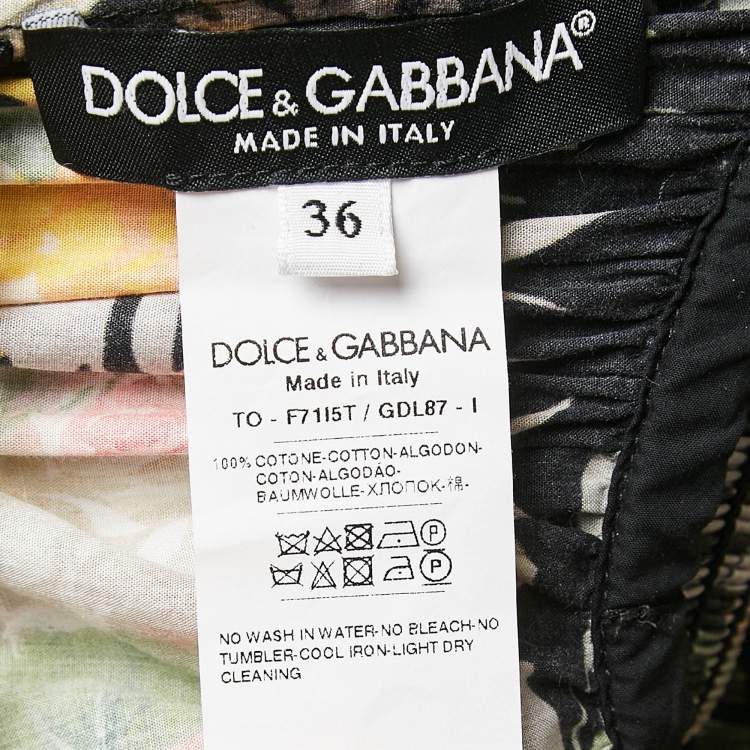 DOLCE & GABBANA®
MADE IN ITALY
36
DOLCE & GABBANA
Made in Italy
TO - F71I5T / GDL87 - I
100% COTONE-COTTON-ALGODON-
COTON-ALGODÃO-
BAUMWOLLE-ХЛОПОК-棉-
P
P
NO WASH IN WATER-NO BLEACH-NO
TUMBLER-COOL IRON-LIGHT DRY
CLEANING